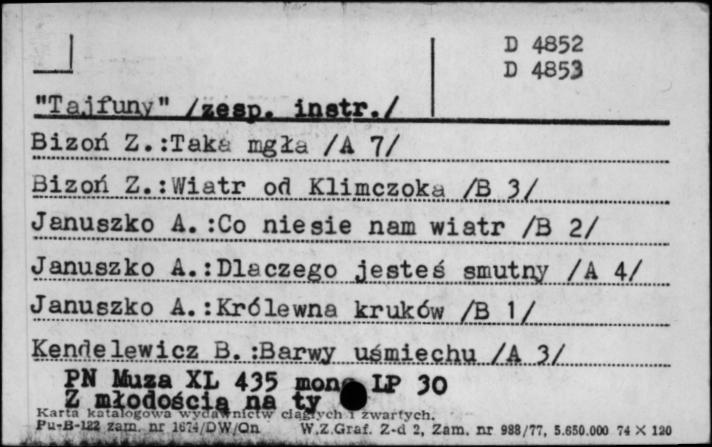 D 4852
D 4853
"Tajfuny" /zesp. instr./
Bizoń Z.:Taka mgła /A 7/
Bizoń Z.:Wiatr od Klimczoka /B 3/
Januszko A.:Co niesie nam wiatr /B 2/
Januszko A.:Dlaczego jesteś smutny /A 4/
Januszko A.:Królewna kruków /B 1/
Kendelewicz B.:Barwy uśmiechu /A 3/
PN Muza XL 435 mono LP 30
Z młodością na ty
Karta katalogowa wydawnictw ciągłych i zwartych.
Pu-B-122 zam. nr 1674/DW/Qn W.Z.Graf. Z-d 2, Zam. nr 988/77, 5.650.000 74 × 120